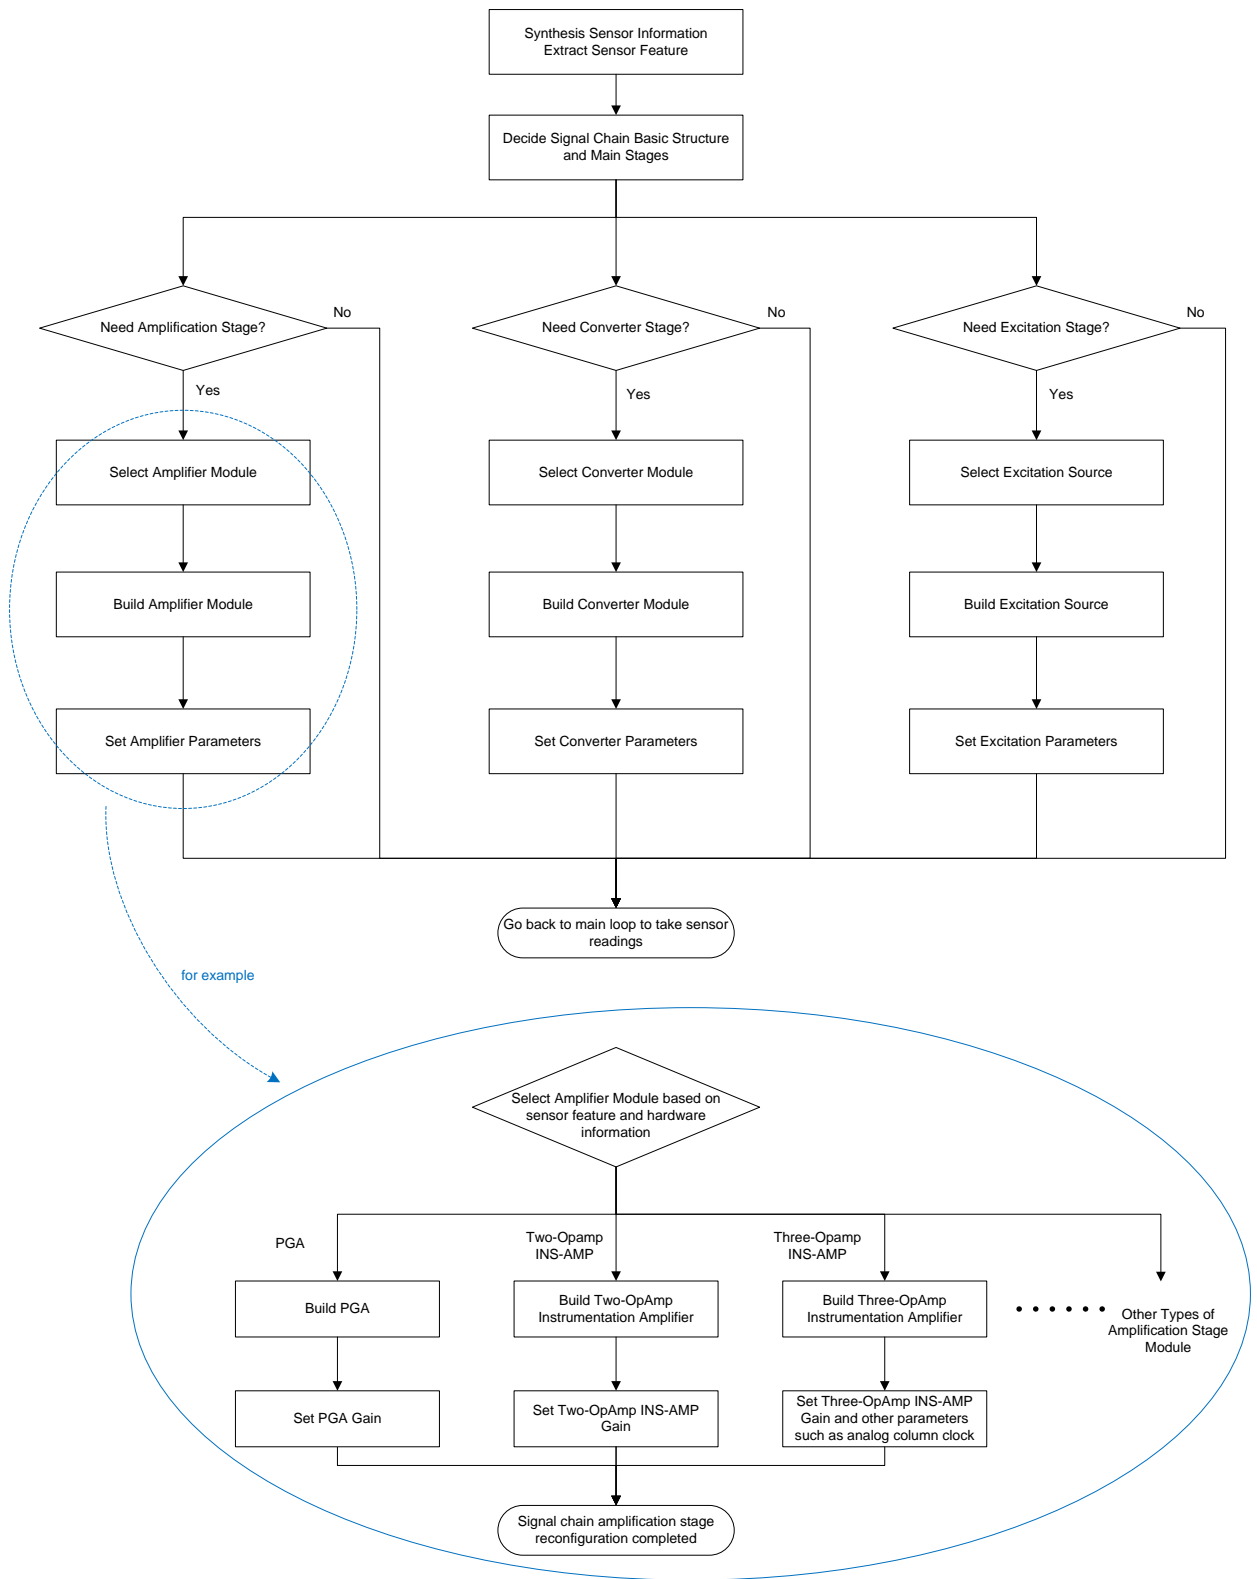 Synthesis Sensor Information
Extract Sensor Feature
Decide Signal Chain Basic Structure
and Main Stages
Need Amplification Stage?
No
Need Converter Stage?
No
Need Excitation Stage?
No
Yes
Yes
Yes
Select Amplifier Module
Select Converter Module
Select Excitation Source
Build Amplifier Module
Build Converter Module
Build Excitation Source
Set Amplifier Parameters
Set Converter Parameters
Set Excitation Parameters
Go back to main loop to take sensor
readings
for example
Select Amplifier Module based on
sensor feature and hardware
information
PGA
Two-Opamp
INS-AMP
Three-Opamp
INS-AMP
Build PGA
Build Two-OpAmp
Instrumentation Amplifier
Build Three-OpAmp
Instrumentation Amplifier
Other Types of
Amplification Stage
Module
Set PGA Gain
Set Two-OpAmp INS-AMP
Gain
Set Three-OpAmp INS-AMP
Gain and other parameters
such as analog column clock
Signal chain amplification stage
reconfiguration completed